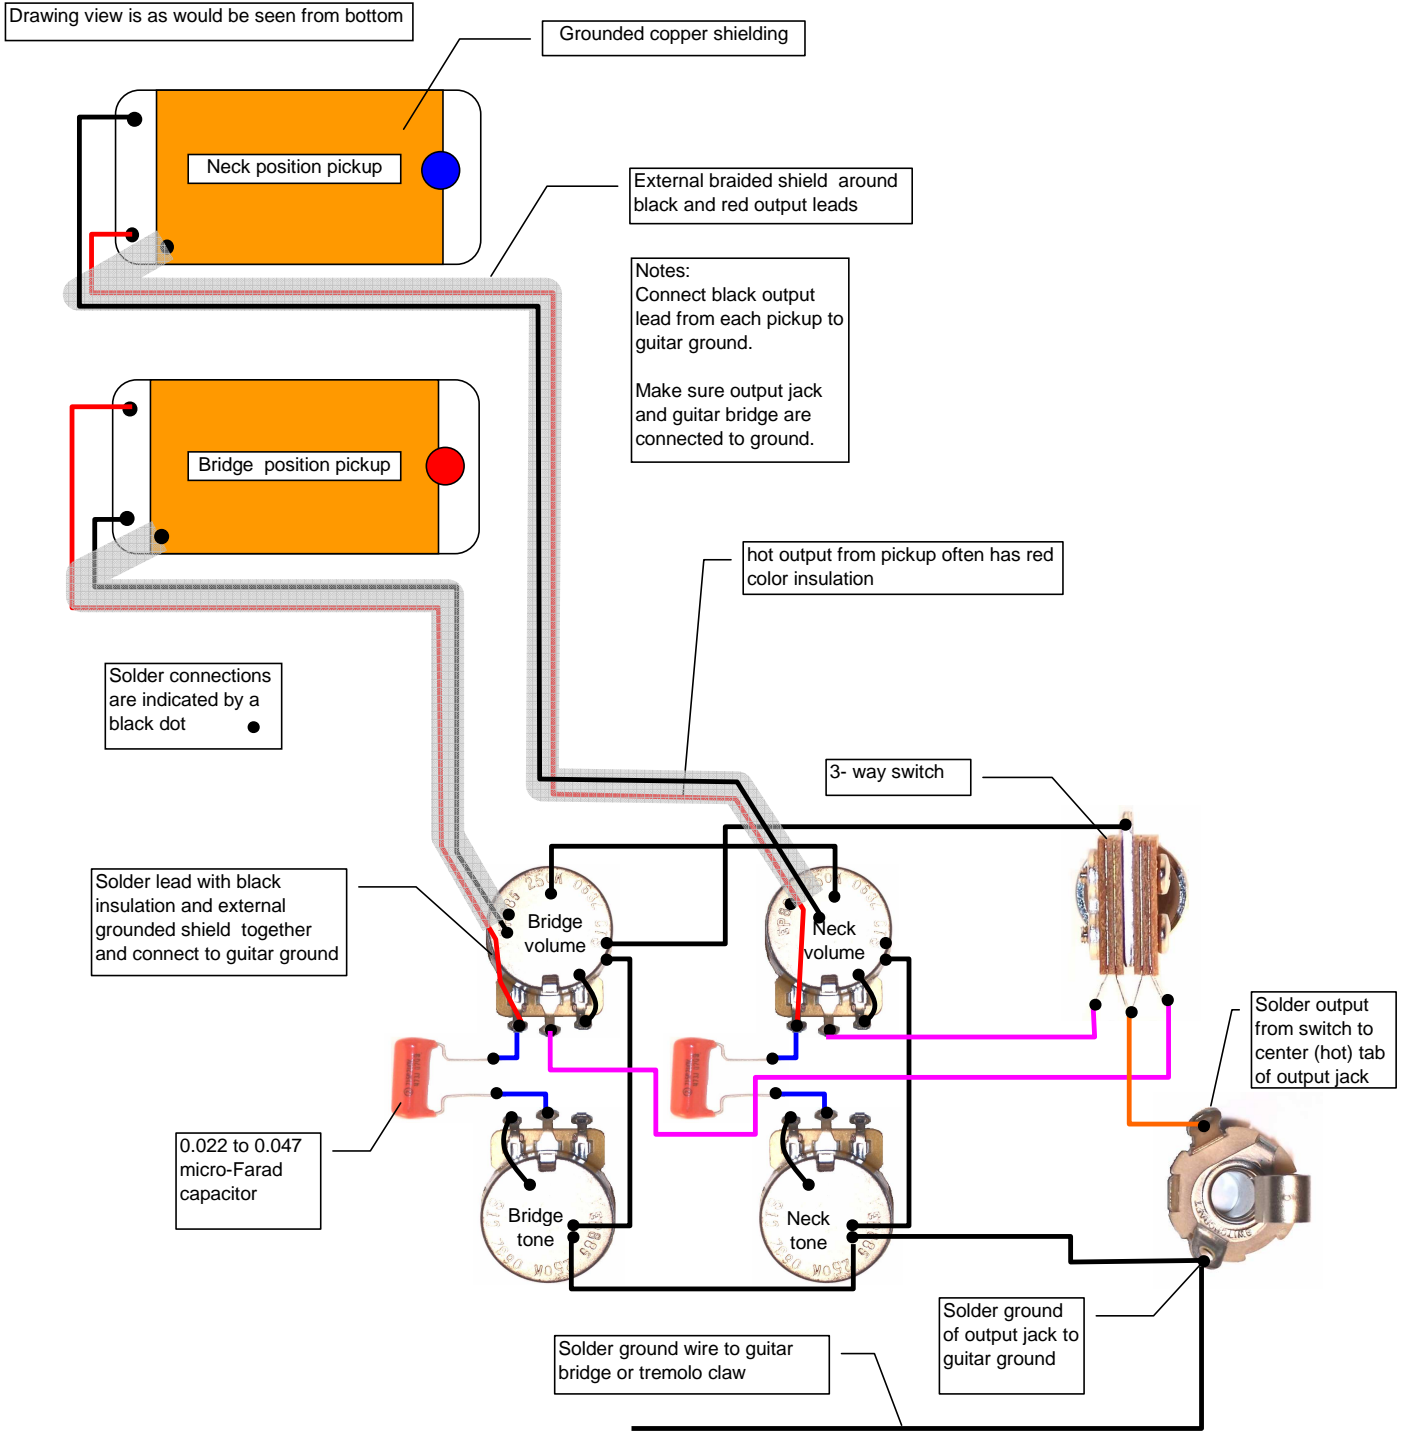 Drawing view is as would be seen from bottom
Grounded copper shielding
Neck position pickup
External braided shield around
black and red output leads
Notes:
Connect black output
lead from each pickup to
guitar ground.
Make sure output jack
and guitar bridge are
connected to ground.
Bridge position pickup
hot output from pickup often has red
color insulation
Solder connections
are indicated by a
black dot
3- way switch
Solder lead with black
insulation and external
grounded shield together
and connect to guitar ground
Bridge
volume
Neck
volume
Solder output
from switch to
center (hot) tab
of output jack
0.022 to 0.047
micro-Farad
capacitor
Bridge
tone
Neck
tone
Solder ground
of output jack to
guitar ground
Solder ground wire to guitar
bridge or tremolo claw